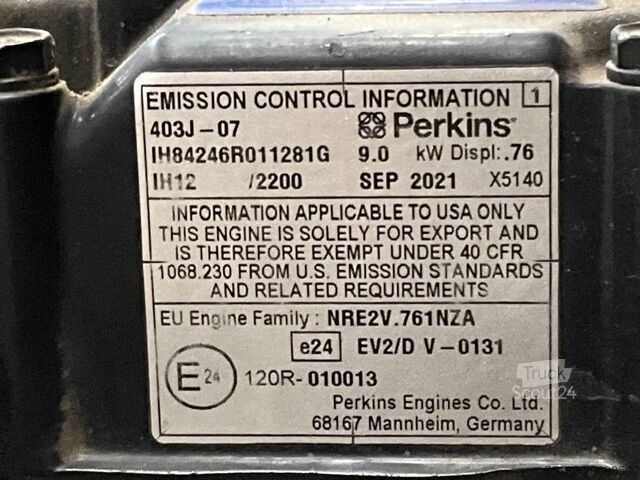 EMISSION CONTROL INFORMATION 1
403J-07 Perkins
IH84246R011281G 9.0 kW Displ:.76
IH12 /2200 SEP 2021 X5140
INFORMATION APPLICABLE TO USA ONLY
THIS ENGINE IS SOLELY FOR EXPORT AND
IS THEREFORE EXEMPT UNDER 40 CFR
1068.230 FROM U.S. EMISSION STANDARDS
AND RELATED REQUIREMENTS
EU Engine Family : NRE2V.761NZA
e24 EV2/D V-0131
E24 120R-010013
Perkins Engines Co. Ltd.
68167 Mannheim, Germany
Truck
Scout24